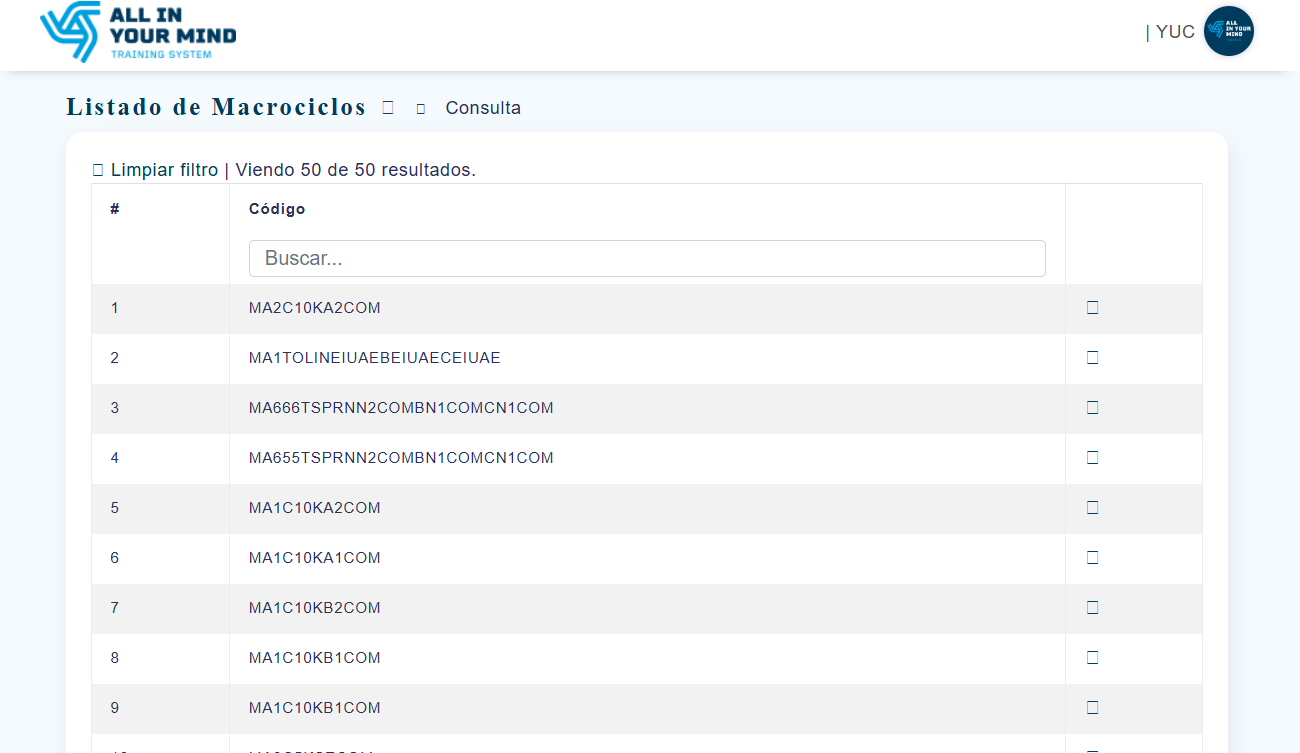 ALL IN
YOUR MIND
TRAINING SYSTEM
| YUC
ALL
IN YOUR
MIND
Listado de Macrociclos Consulta
Limpiar filtro | Viendo 50 de 50 resultados.
# Código
Buscar...
1 MA2C10KA2COM
2 MA1TOLINEIUAEBEIUAECEIUAE
3 MA666TSPRNN2COMBN1COMCN1COM
4 MA655TSPRNN2COMBN1COMCN1COM
5 MA1C10KA2COM
6 MA1C10KA1COM
7 MA1C10KB2COM
8 MA1C10KB1COM
9 MA1C10KB1COM